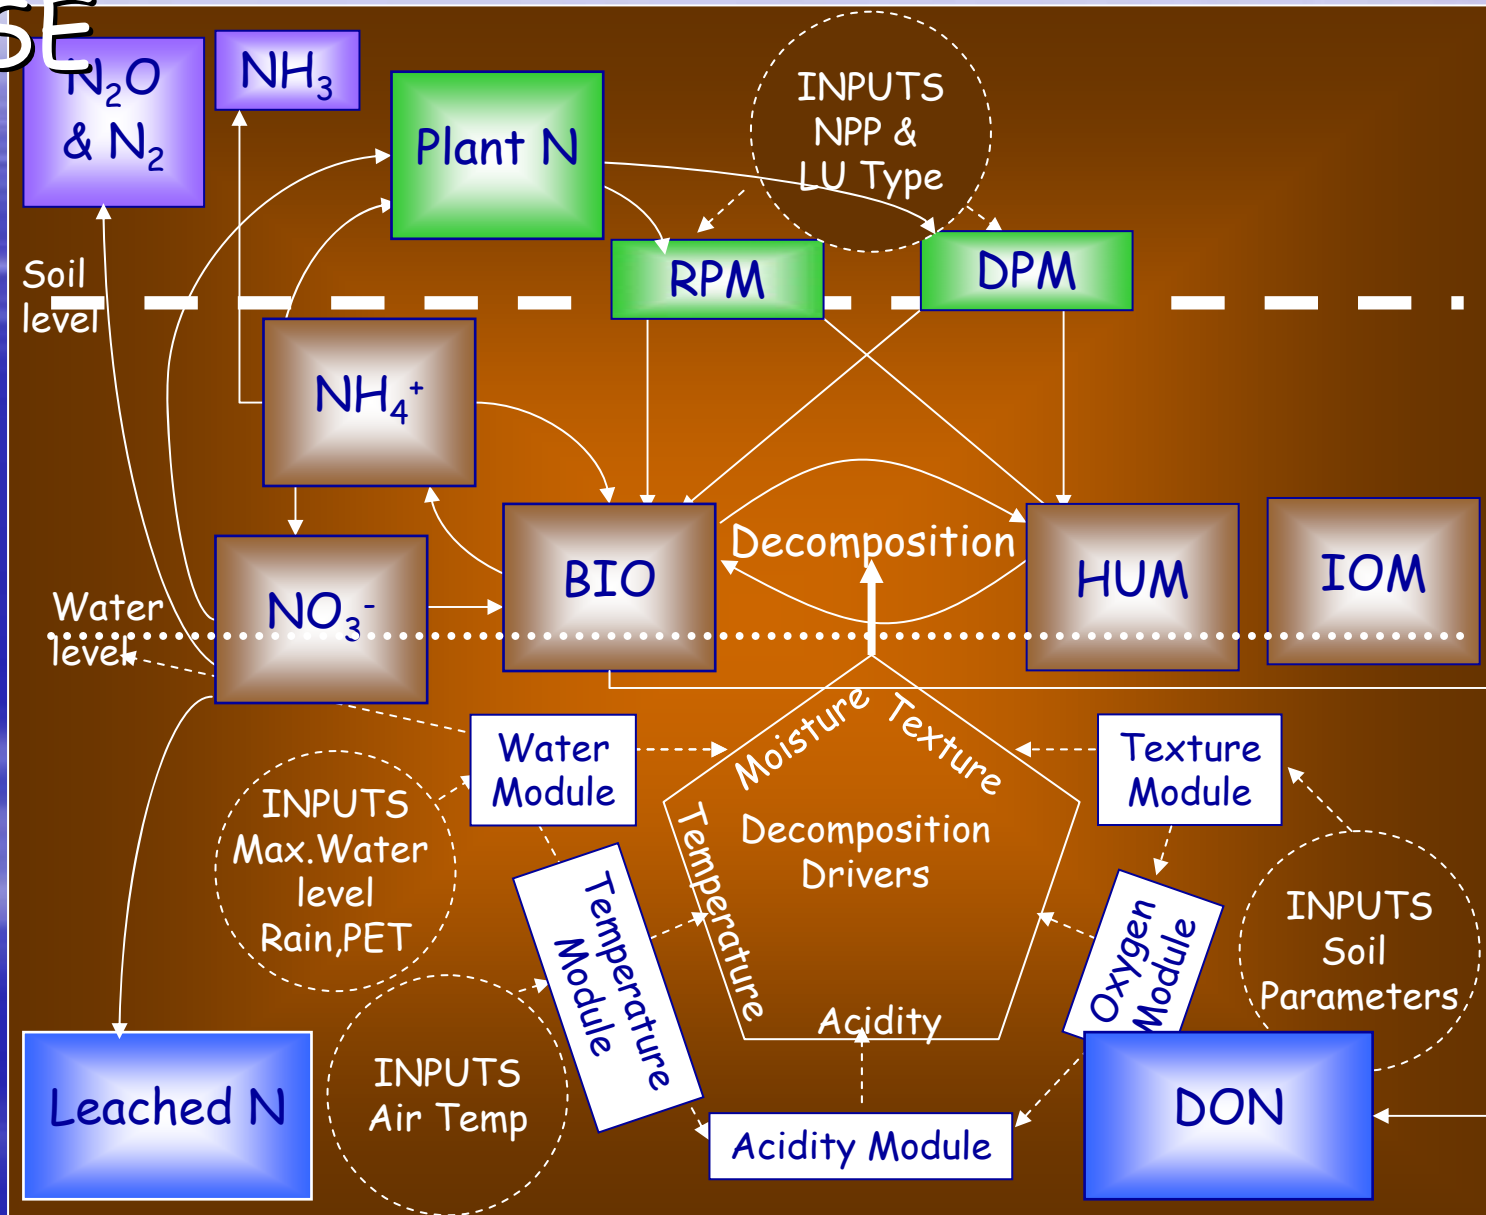 SE
N₂O
& N₂
NH₃
Plant N
INPUTS
NPP &
LU Type
RPM
DPM
Soil
level
NH₄⁺
NO₃⁻
BIO
Decomposition
HUM
IOM
Water
level
Moisture
Texture
Temperature
Acidity
Decomposition
Drivers
Water
Module
Texture
Module
INPUTS
Max.Water
level
Rain,PET
Temperature
Module
Oxygen
Module
INPUTS
Soil
Parameters
INPUTS
Air Temp
Acidity Module
Leached N
DON